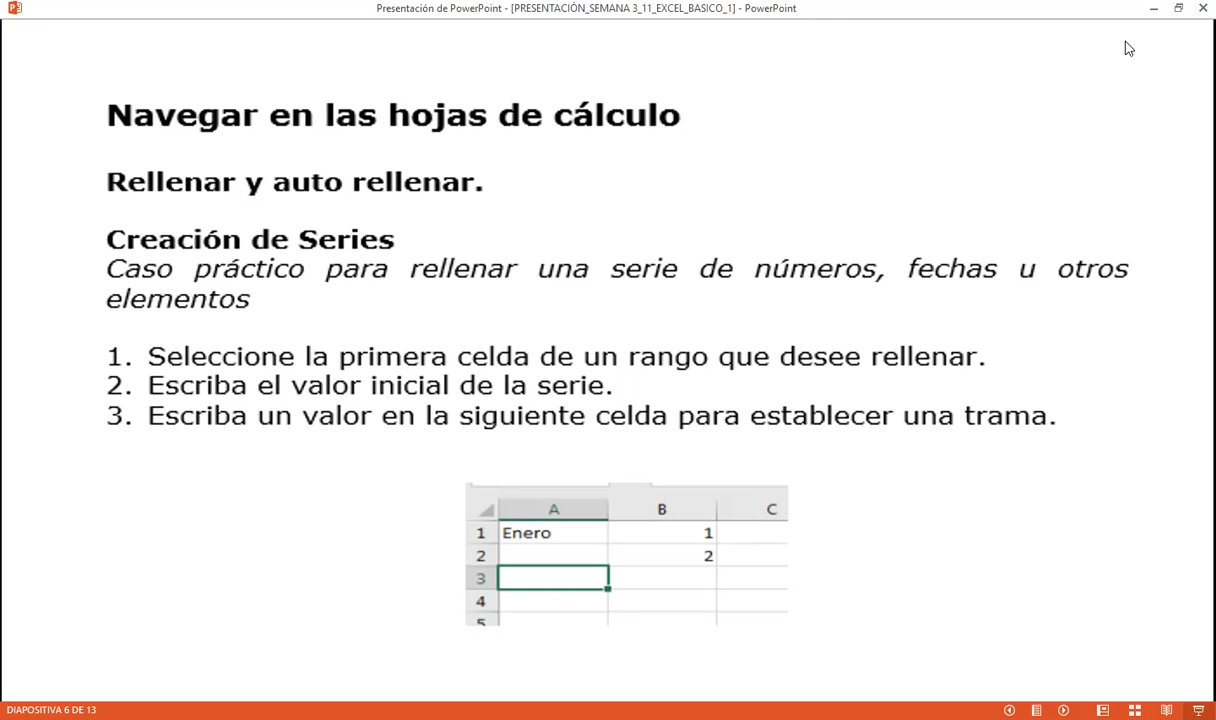 Presentación de PowerPoint - [PRESENTACIÓN_SEMANA 3_11_EXCEL_BASICO_1] - PowerPoint
Navegar en las hojas de cálculo
Rellenar y auto rellenar.
Creación de Series
Caso práctico para rellenar una serie de números, fechas u otros
elementos
1. Seleccione la primera celda de un rango que desee rellenar.
2. Escriba el valor inicial de la serie.
3. Escriba un valor en la siguiente celda para establecer una trama.
A B C
1 Enero 1
2 2
3
4
5
DIAPOSITIVA 6 DE 13